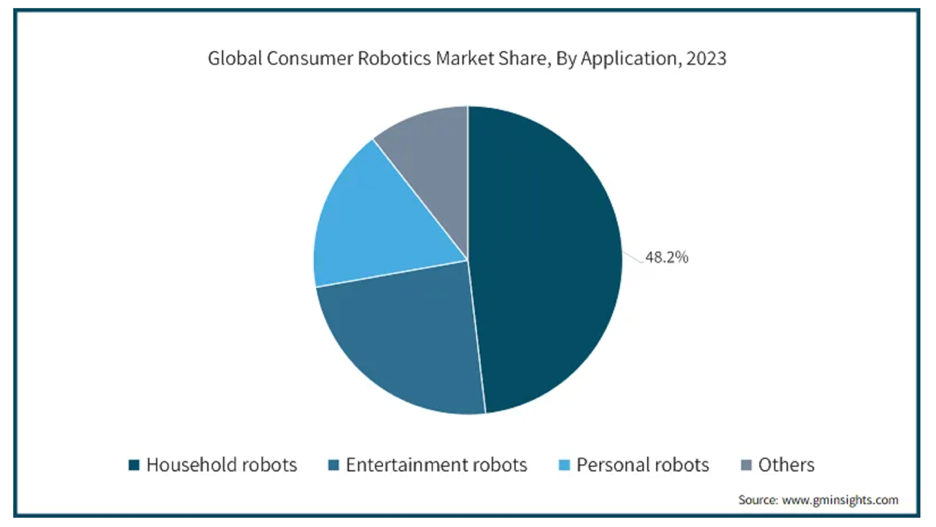 Global Consumer Robotics Market Share, By Application, 2023
48.2%
Household robots Entertainment robots Personal robots Others
Source: www.gminsights.com